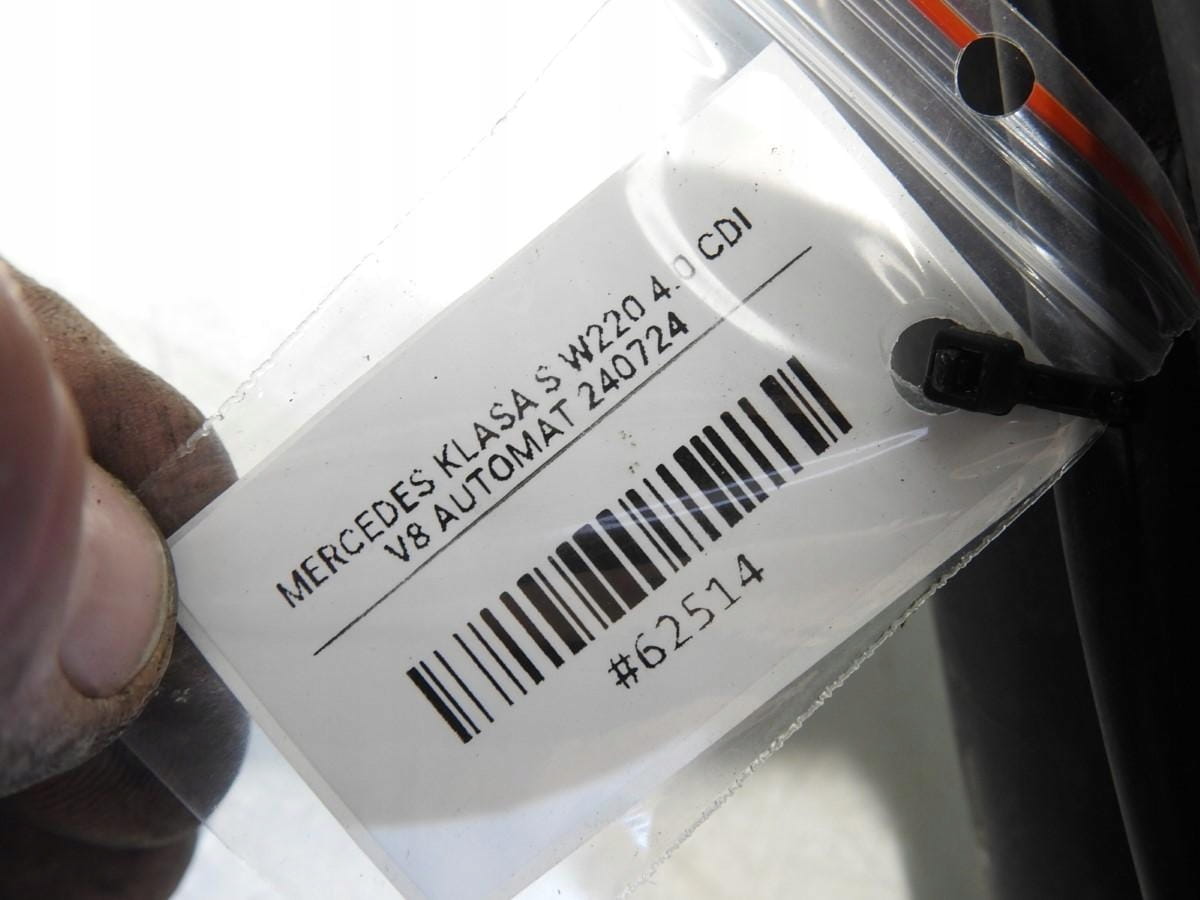 MERCEDES KLASA S W220 4.0 CDI
V8 AUTOMAT 240724
#62514